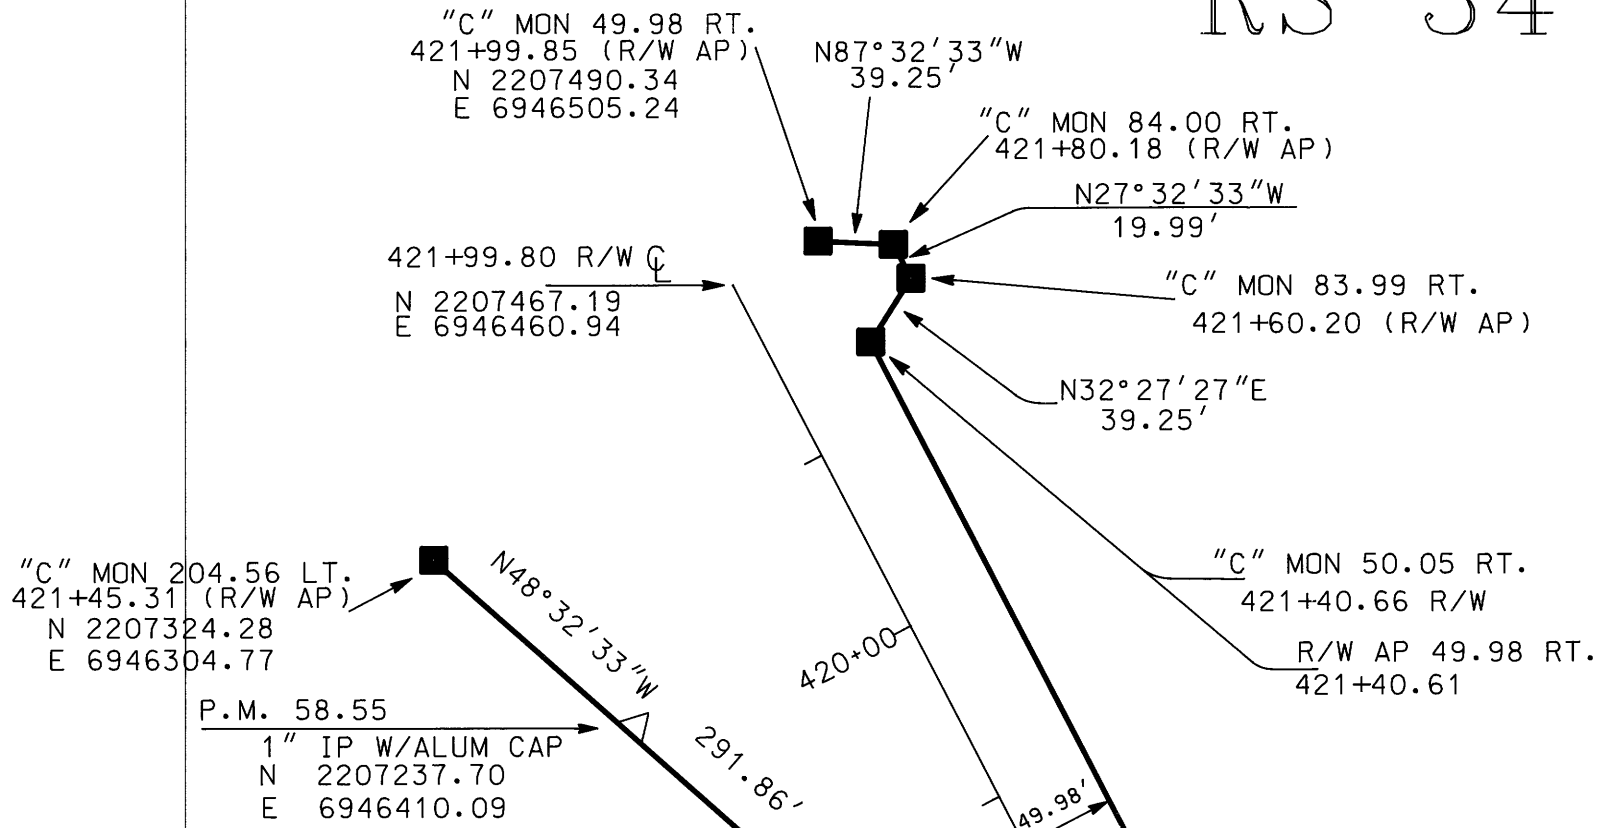 RS 54
"C" MON 49.98 RT.
421+99.85 (R/W AP)
N 2207490.34
E 6946505.24
N87°32'33"W
39.25'
"C" MON 84.00 RT.
421+80.18 (R/W AP)
N27°32'33"W
19.99'
421+99.80 R/W ℄
N 2207467.19
E 6946460.94
"C" MON 83.99 RT.
421+60.20 (R/W AP)
N32°27'27"E
39.25'
"C" MON 204.56 LT.
421+45.31 (R/W AP)
N 2207324.28
E 6946304.77
N48°32'33"W
291.86'
"C" MON 50.05 RT.
421+40.66 R/W
R/W AP 49.98 RT.
421+40.61
420+00
P.M. 58.55
1" IP W/ALUM CAP
N 2207237.70
E 6946410.09
49.98'